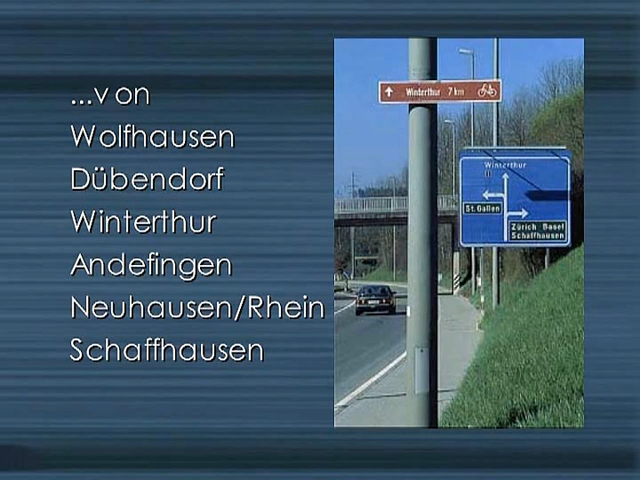 ...von
Wolfhausen
Dübendorf
Winterthur
Andefingen
Neuhausen/Rhein
Schaffhausen
Winterthur 7 km
Winterthur
St.Gallen
Zürich Basel
Schaffhausen